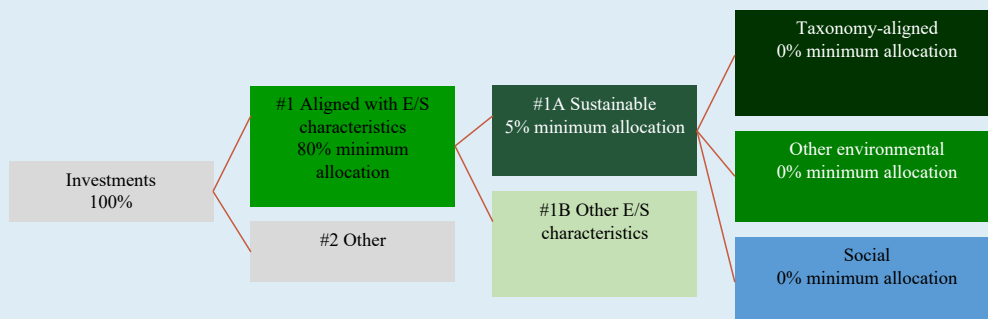 Investments
100%
#1 Aligned with E/S
characteristics
80% minimum
allocation
#2 Other
#1A Sustainable
5% minimum allocation
#1B Other E/S
characteristics
Taxonomy-aligned
0% minimum allocation
Other environmental
0% minimum allocation
Social
0% minimum allocation